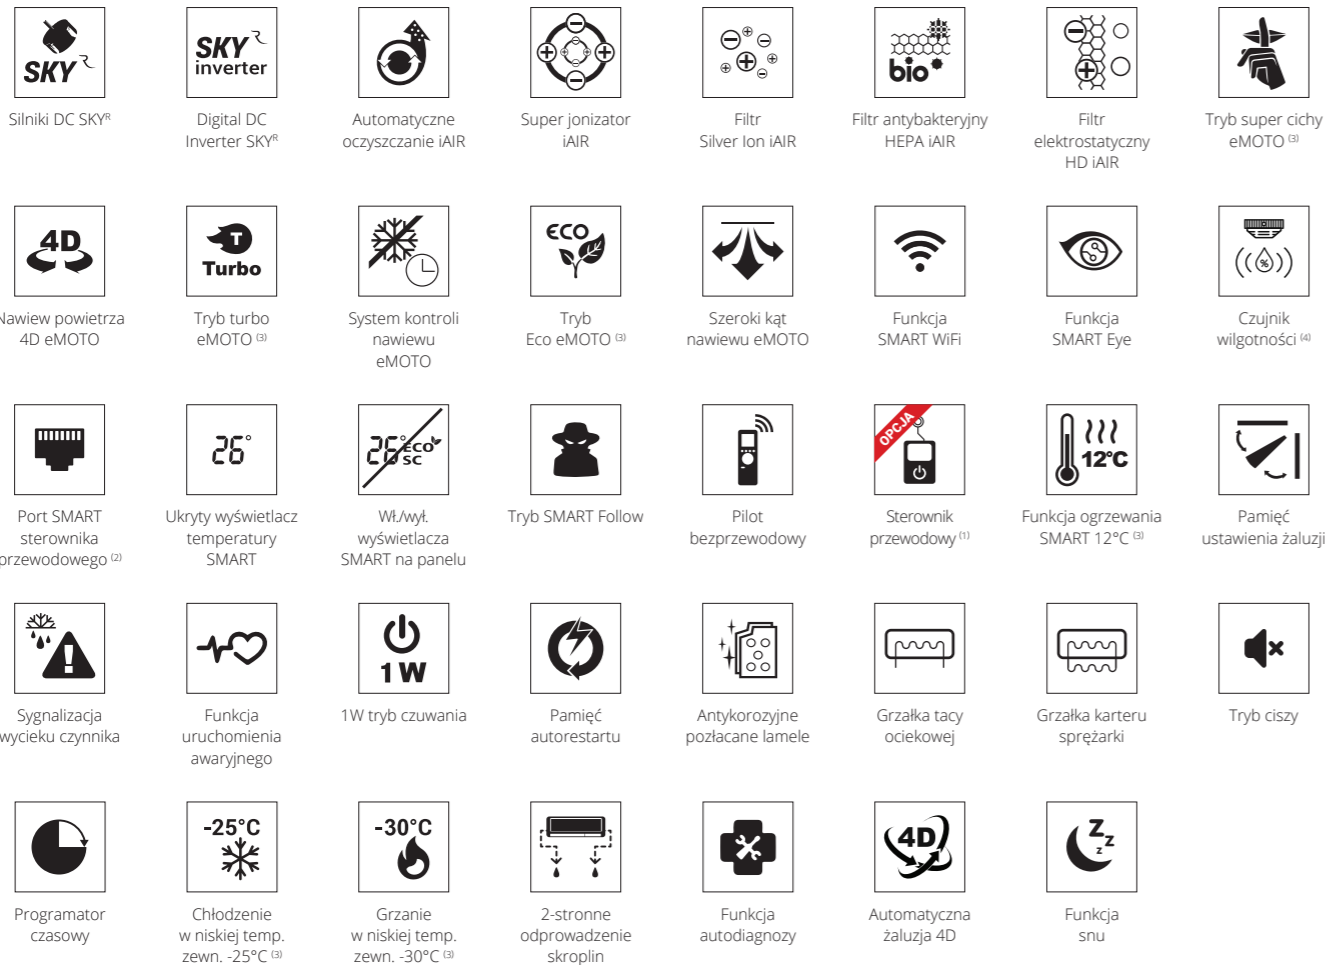 SKY R
SKY R
inverter
bio
Silniki DC SKYᴿ
Digital DC
Inverter SKYᴿ
Automatyczne
oczyszczanie iAIR
Super jonizator
iAIR
Filtr
Silver Ion iAIR
Filtr antybakteryjny
HEPA iAIR
Filtr
elektrostatyczny
HD iAIR
Tryb super cichy
eMOTO (3)
4D
T
Turbo
ECO
%
Nawiew powietrza
4D eMOTO
Tryb turbo
eMOTO (3)
System kontroli
nawiewu
eMOTO
Tryb
Eco eMOTO (3)
Szeroki kąt
nawiewu eMOTO
Funkcja
SMART WiFi
Funkcja
SMART Eye
Czujnik
wilgotności (4)
26°
26° ECO
SC
OPCJA
12°C
Port SMART
sterownika
przewodowego (2)
Ukryty wyświetlacz
temperatury
SMART
Wł./wył.
wyświetlacza
SMART na panelu
Tryb SMART Follow
Pilot
bezprzewodowy
Sterownik
przewodowy (1)
Funkcja ogrzewania
SMART 12°C (3)
Pamięć
ustawienia żaluzji
1 W
Sygnalizacja
wycieku czynnika
Funkcja
uruchomienia
awaryjnego
1W tryb czuwania
Pamięć
autorestartu
Antykorozyjne
pozłacane lamele
Grzałka tacy
ociekowej
Grzałka karteru
sprężarki
Tryb ciszy
-25°C
-30°C
4D
Z z z
Programator
czasowy
Chłodzenie
w niskiej temp.
zewn. -25°C (3)
Grzanie
w niskiej temp.
zewn. -30°C (3)
2-stronne
odprowadzenie
skroplin
Funkcja
autodiagnozy
Automatyczna
żaluzja 4D
Funkcja
snu